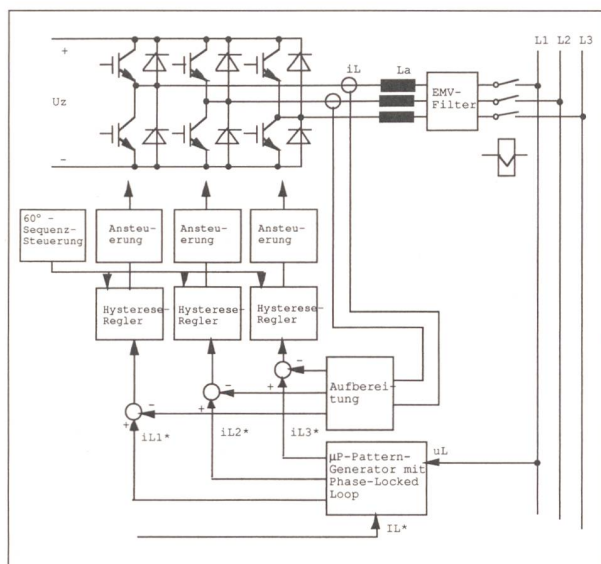 L1 L2 L3
+
iL
La
EMV-
Filter
Uz
-
60° -
Sequenz-
Steuerung
Ansteu-
erung
Ansteu-
erung
Ansteu-
erung
Hysterese-
Regler
Hysterese-
Regler
Hysterese-
Regler
-
+
-
+
-
+
Aufberei-
tung
iL1*
iL2*
iL3*
µP-Pattern-
Generator mit
Phase-Locked
Loop
uL
IL*